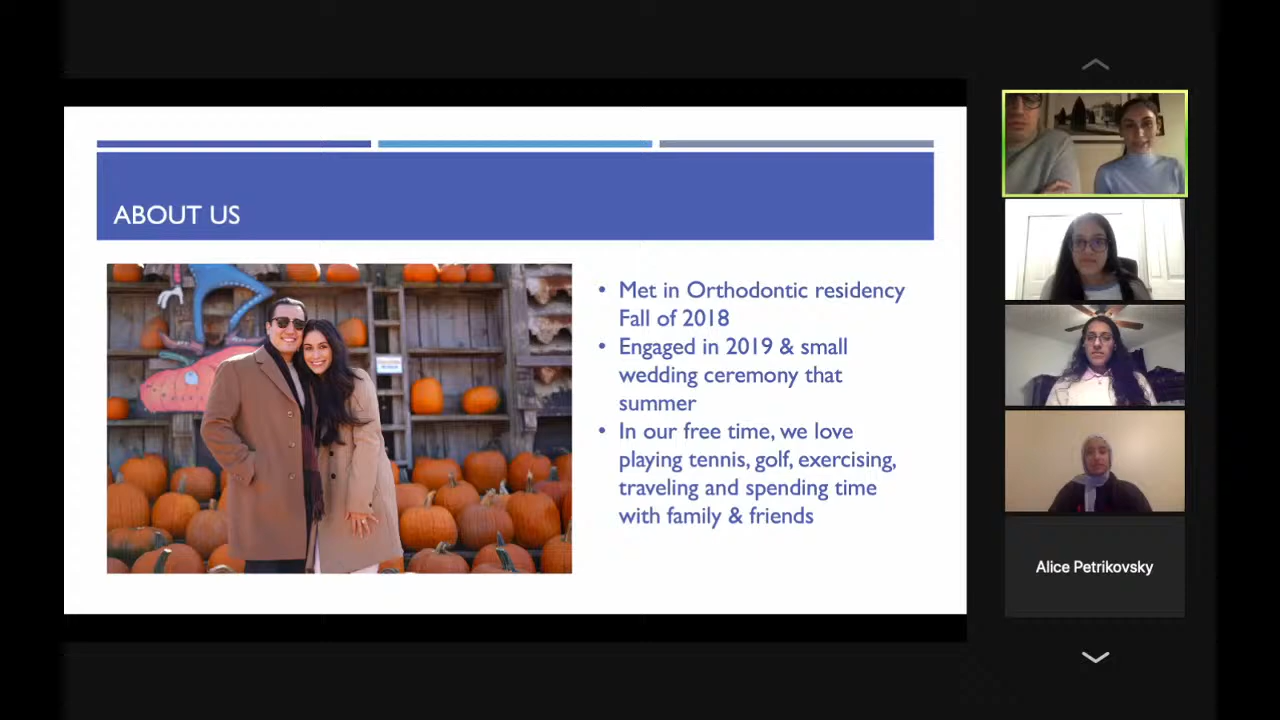 ABOUT US
• Met in Orthodontic residency
Fall of 2018
• Engaged in 2019 & small
wedding ceremony that
summer
• In our free time, we love
playing tennis, golf, exercising,
traveling and spending time
with family & friends
Alice Petrikovsky